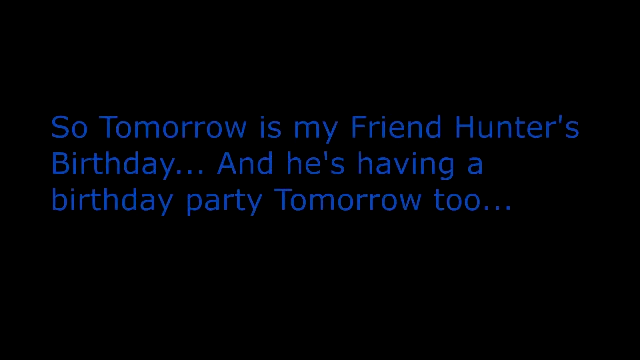 So Tomorrow is my Friend Hunter's
Birthday... And he's having a
birthday party Tomorrow too...